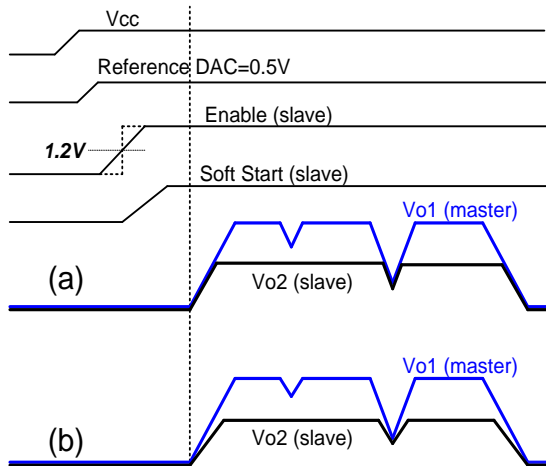 Vcc
Reference DAC=0.5V
Enable (slave)
1.2V
Soft Start (slave)
Vo1 (master)
(a)
Vo2 (slave)
Vo1 (master)
(b)
Vo2 (slave)